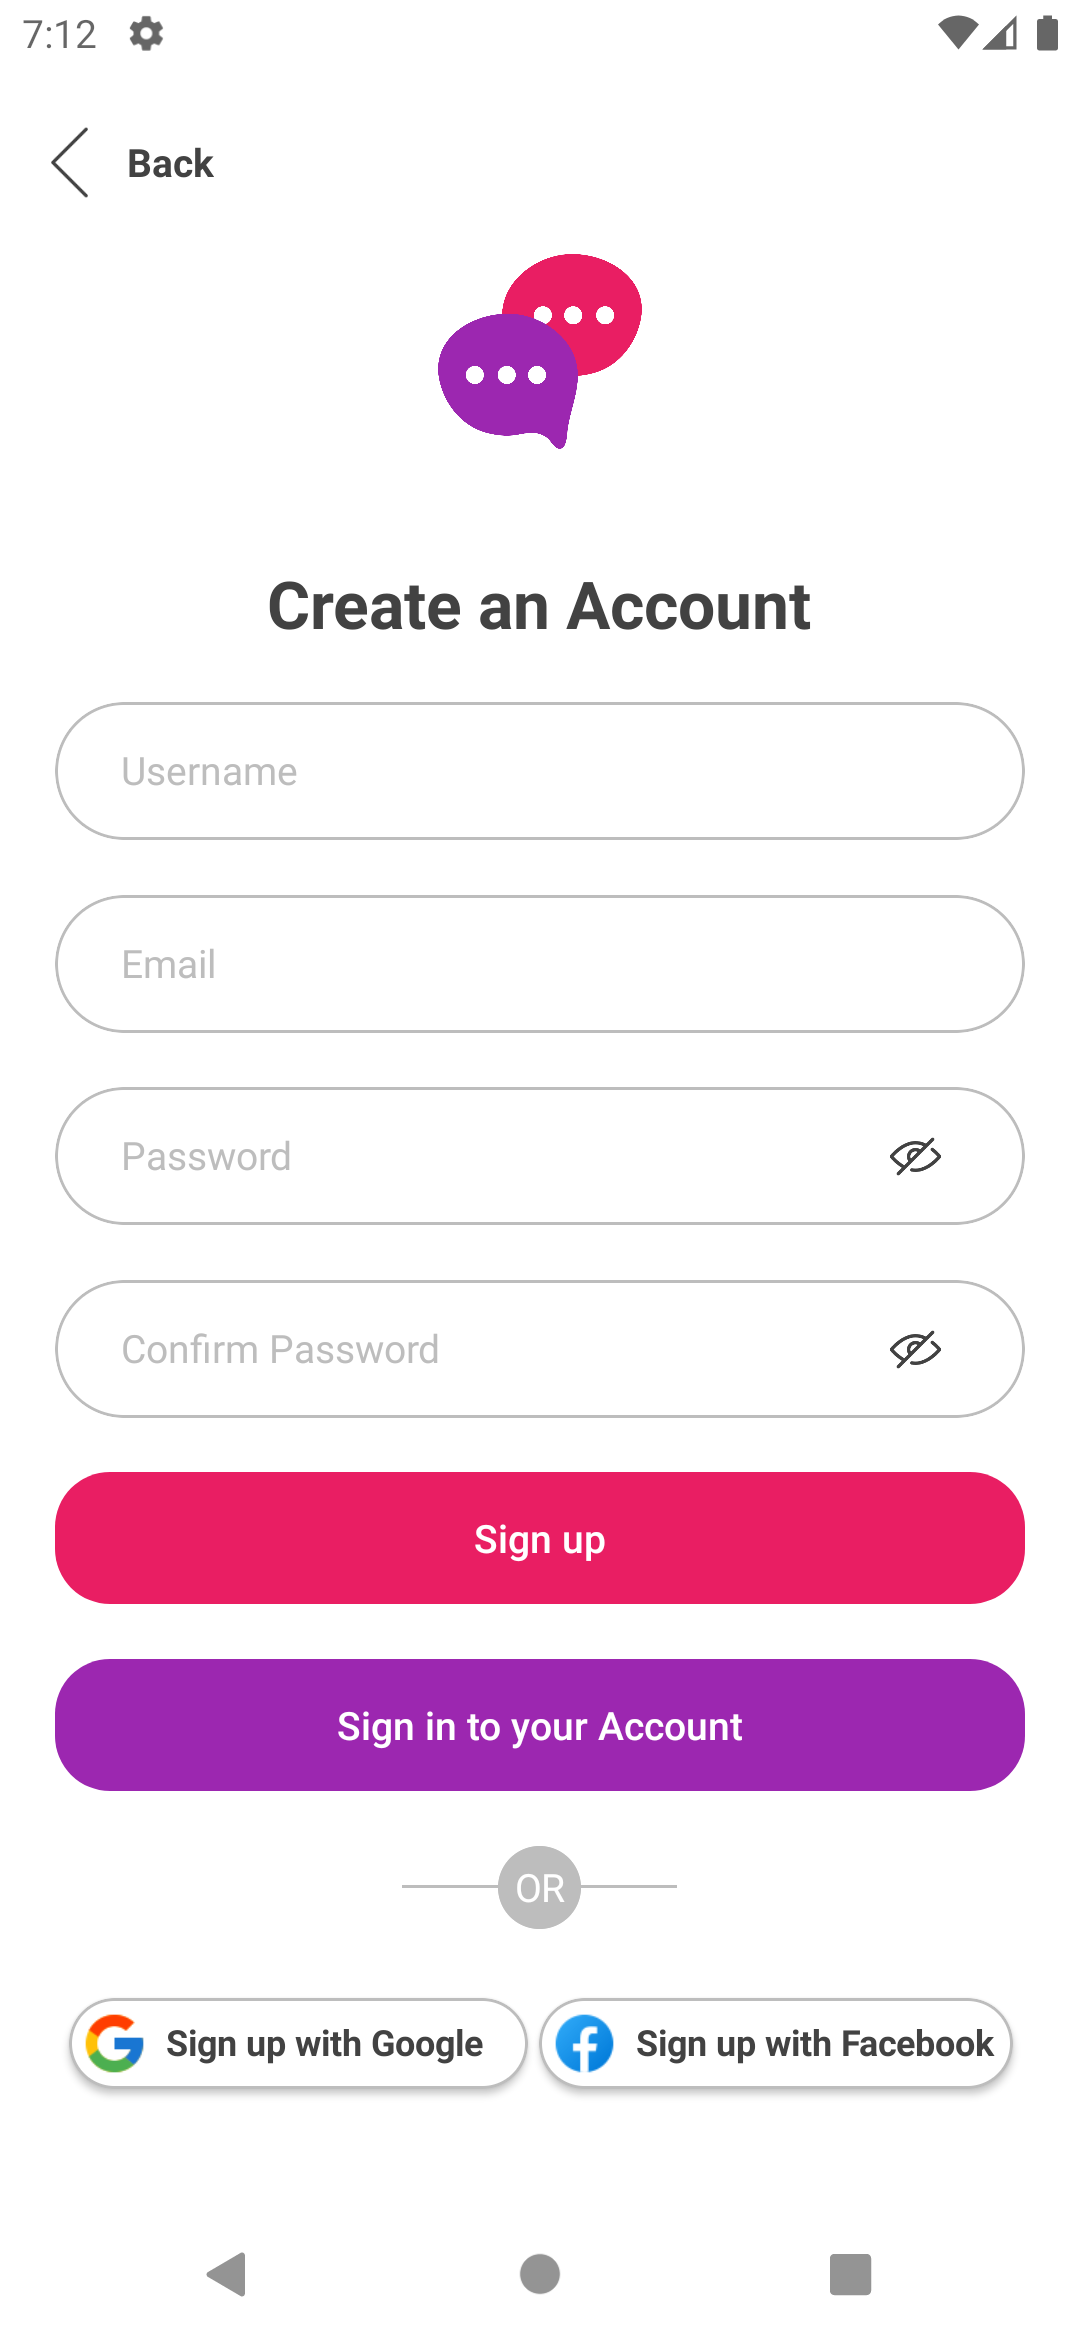 7:12
Back
Create an Account
Username
Email
Password
Confirm Password
Sign up
Sign in to your Account
OR
Sign up with Google
Sign up with Facebook